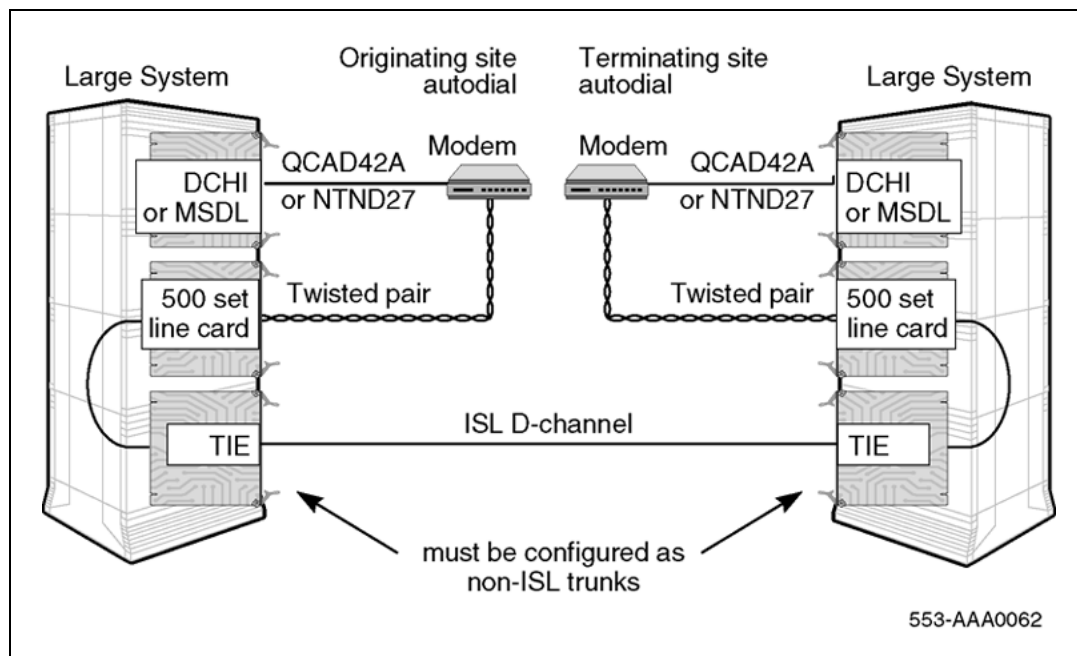 Large System
Originating site
autodial
Terminating site
autodial
Large System
Modem
Modem
QCAD42A
or NTND27
QCAD42A
or NTND27
DCHI
or MSDL
DCHI
or MSDL
500 set
line card
Twisted pair
Twisted pair
500 set
line card
TIE
ISL D-channel
TIE
must be configured as
non-ISL trunks
553-AAA0062